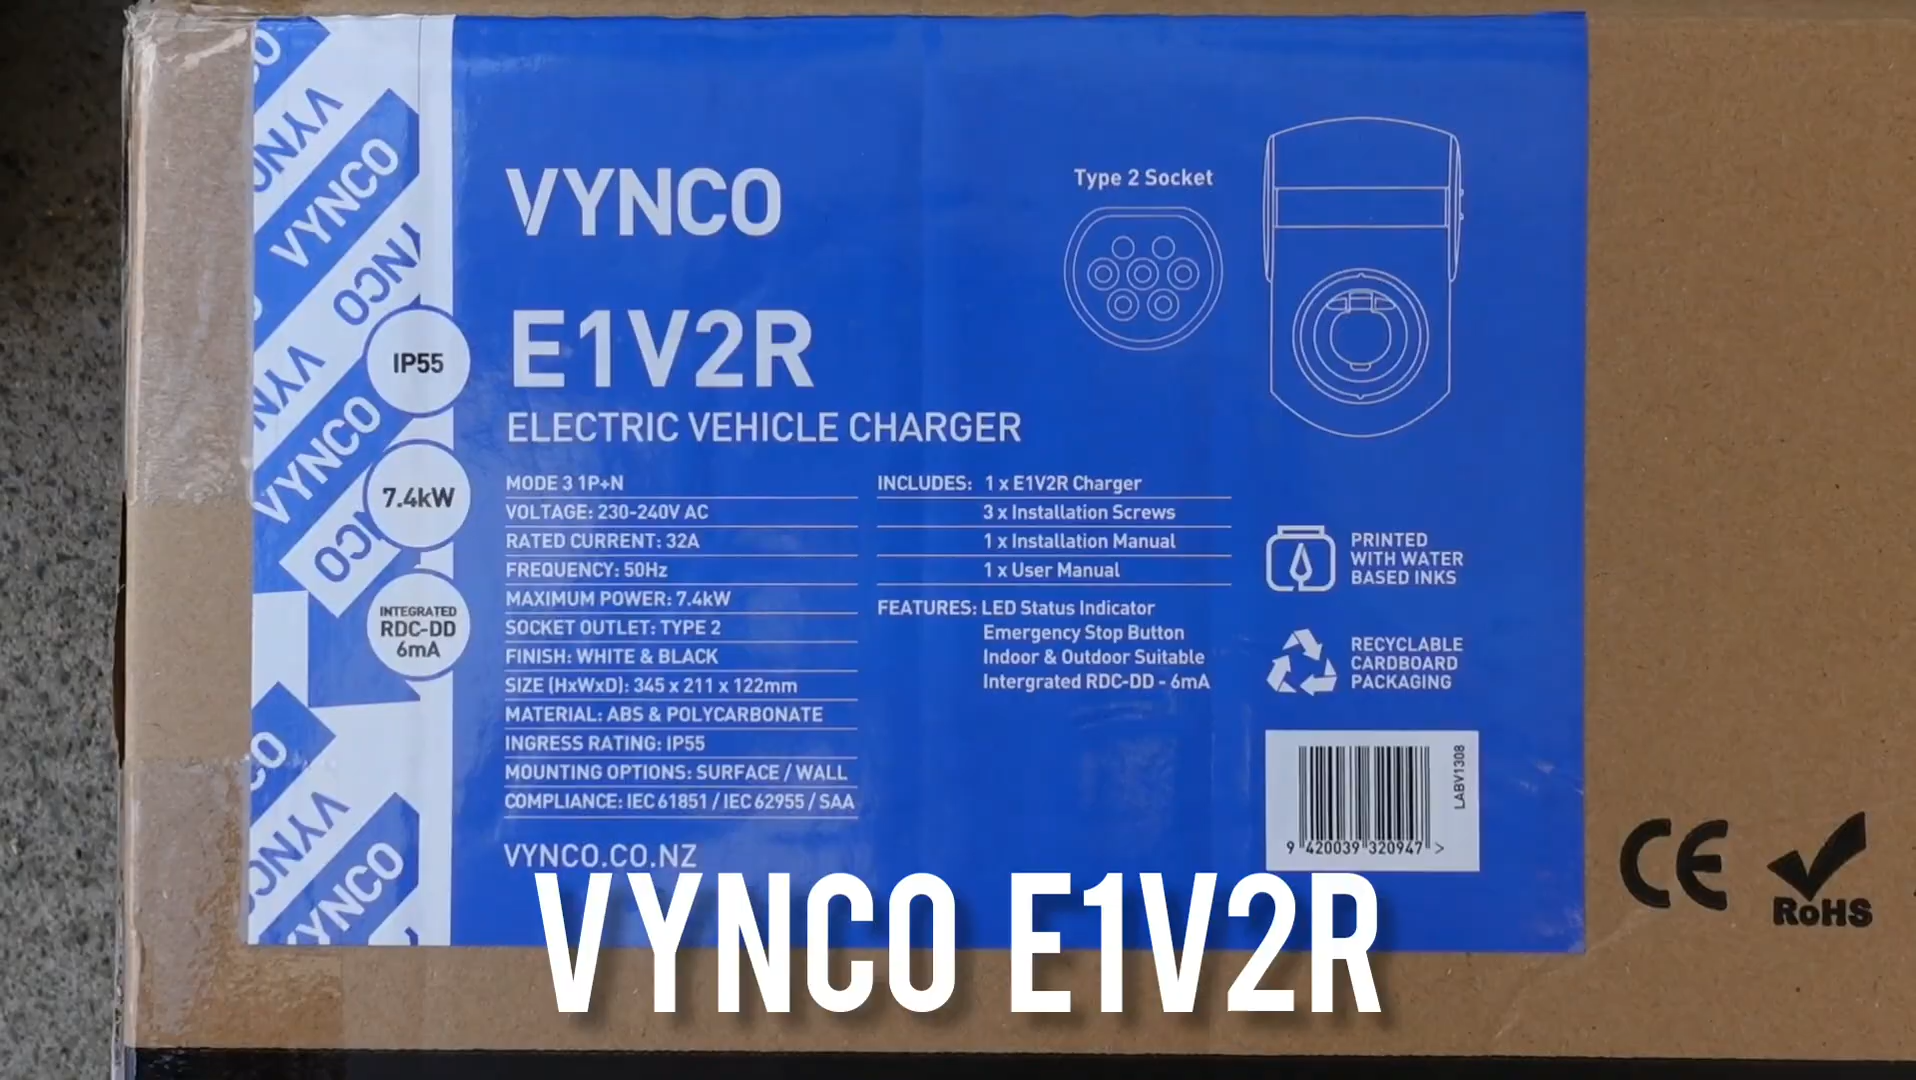 VYNCO
VYNCO
VYNCO
VYNCO
IP55
7.4kW
INTEGRATED
RDC-DD
6mA
VYNCO
E1V2R
ELECTRIC VEHICLE CHARGER
MODE 3 1P+N
VOLTAGE: 230-240V AC
RATED CURRENT: 32A
FREQUENCY: 50Hz
MAXIMUM POWER: 7.4kW
SOCKET OUTLET: TYPE 2
FINISH: WHITE & BLACK
SIZE (HxWxD): 345 x 211 x 122mm
MATERIAL: ABS & POLYCARBONATE
INGRESS RATING: IP55
MOUNTING OPTIONS: SURFACE / WALL
COMPLIANCE: IEC 61851 / IEC 62955 / SAA
VYNCO.CO.NZ
INCLUDES: 1 x E1V2R Charger
3 x Installation Screws
1 x Installation Manual
1 x User Manual
FEATURES: LED Status Indicator
Emergency Stop Button
Indoor & Outdoor Suitable
Intergrated RDC-DD - 6mA
Type 2 Socket
PRINTED
WITH WATER
BASED INKS
RECYCLABLE
CARDBOARD
PACKAGING
LABV1308
9 420039 320947 >
CE
RoHS
VYNCO E1V2R